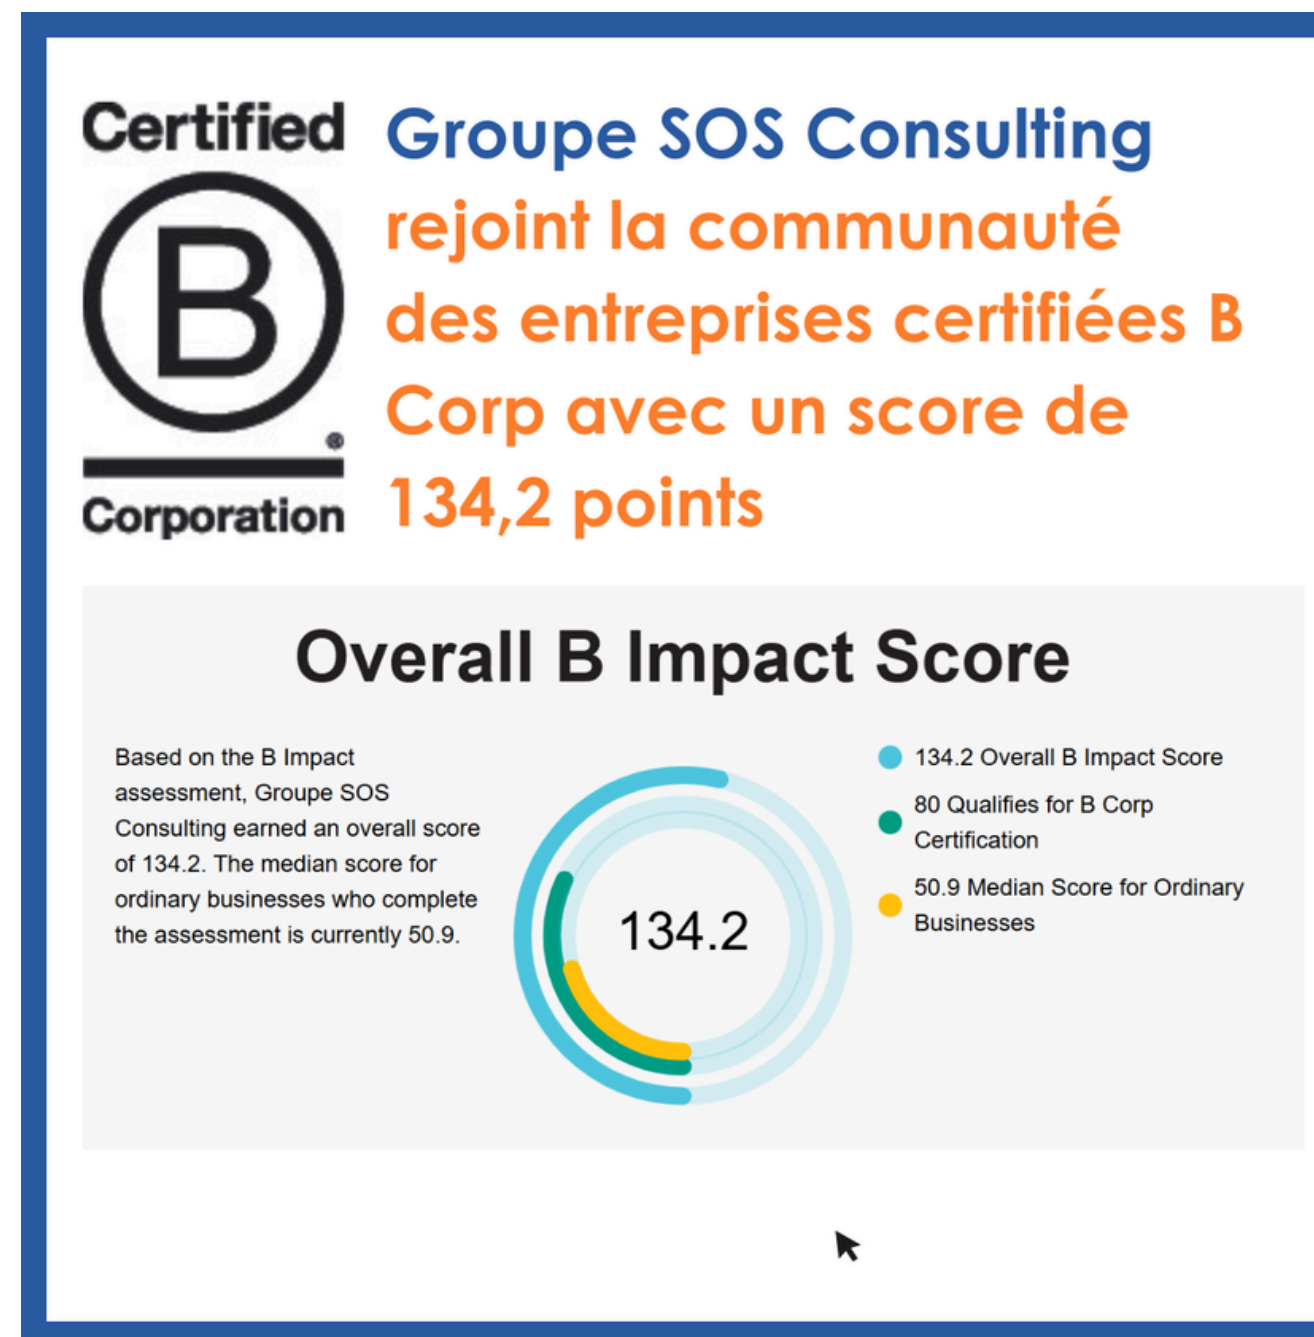 Certified
B
®
Corporation
Groupe SOS Consulting
rejoint la communauté
des entreprises certifiées B
Corp avec un score de
134,2 points
Overall B Impact Score
Based on the B Impact
assessment, Groupe SOS
Consulting earned an overall score
of 134.2. The median score for
ordinary businesses who complete
the assessment is currently 50.9.
134.2
134.2 Overall B Impact Score
80 Qualifies for B Corp
Certification
50.9 Median Score for Ordinary
Businesses